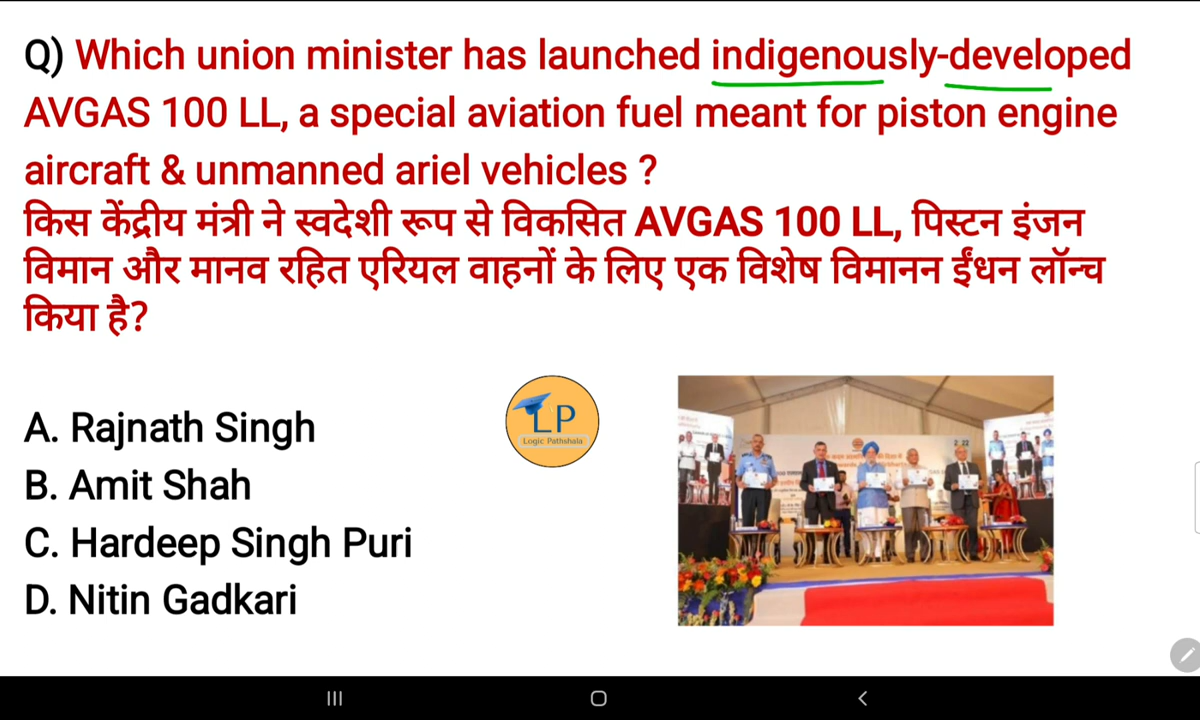 Q) Which union minister has launched indigenously-developed
AVGAS 100 LL, a special aviation fuel meant for piston engine
aircraft & unmanned ariel vehicles ?
किस केंद्रीय मंत्री ने स्वदेशी रूप से विकसित AVGAS 100 LL, पिस्टन इंजन
विमान और मानव रहित एरियल वाहनों के लिए एक विशेष विमानन ईंधन लॉन्च
किया है?
A. Rajnath Singh
B. Amit Shah
C. Hardeep Singh Puri
D. Nitin Gadkari
LP
Logic Pathshala